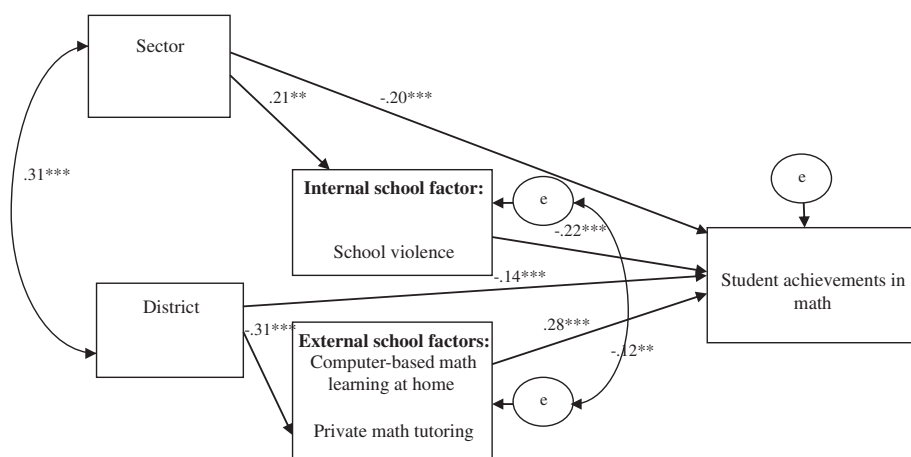 Sector
.21**
-.20***
.31***
Internal school factor:
e
e
School violence
-.22***
Student achievements in
math
-.14***
District
-.31***
External school factors:
Computer-based math
learning at home
.28***
-.12**
e
Private math tutoring